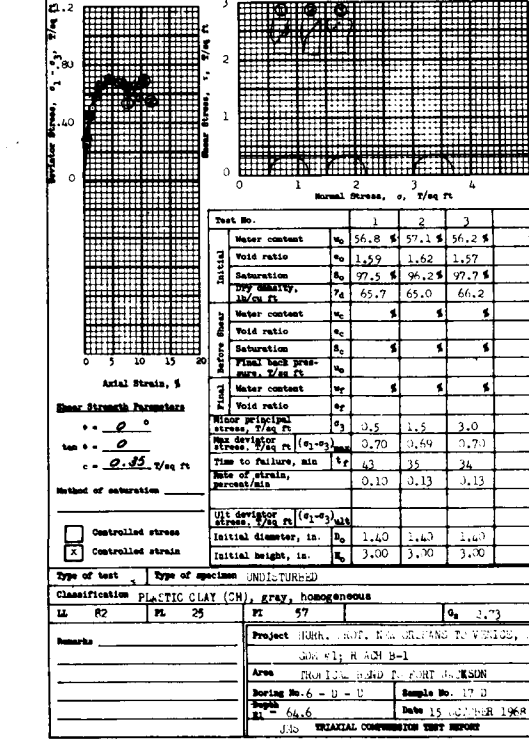 1.2
.80
.40
0
Deviator Stress, σ₁ - σ₃, T/sq ft
0 5 10 15 20
Axial Strain, %
Shear Stress, τ, T/sq ft
3
2
1
0
0 1 2 3 4
Normal Stress, σ, T/sq ft
Shear Strength Parameters
φ = 0 °
tan φ = 0
c = 0.35 T/sq ft
Method of saturation
Controlled stress
X Controlled strain
Test No. 1 2 3
Initial
Water content w₀ 56.8 % 57.1 % 56.2 %
Void ratio e₀ 1.59 1.62 1.57
Saturation S₀ 97.5 % 96.2 % 97.7 %
Dry density, lb/cu ft γd 65.7 65.0 66.2
Before Shear
Water content wc % % %
Void ratio ec
Saturation Sc % % %
Final back pressure, T/sq ft u₀
Final
Water content wf % % %
Void ratio ef
Minor principal stress, T/sq ft σ₃ 0.5 1.5 3.0
Max deviator stress, T/sq ft (σ₁-σ₃)max 0.70 0.69 0.70
Time to failure, min tf 43 35 34
Rate of strain, percent/min 0.10 0.13 0.13
Ult deviator stress, T/sq ft (σ₁-σ₃)ult
Initial diameter, in. D₀ 1.40 1.40 1.40
Initial height, in. H₀ 3.00 3.00 3.00
Type of test Type of specimen UNDISTURBED
Classification PLASTIC CLAY (CH), gray, homogeneous
LL 82 PL 25 PI 57 Gs 2.73
Remarks
Project HURR. PROT. NEW ORLEANS TO VENICE,
B-1
Area TROPICAL BEND TO FORT JACKSON
Boring No. 6 - U - U Sample No. 17 D
Depth El - 64.6 Date 15 OCTOBER 1968
TRIAXIAL COMPRESSION TEST REPORT